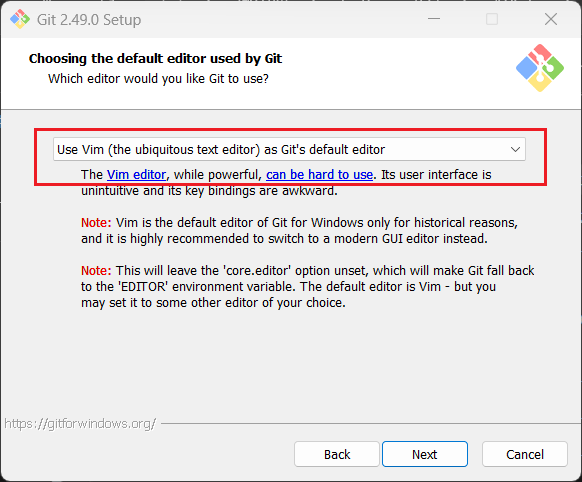 Git 2.49.0 Setup
Choosing the default editor used by Git
Which editor would you like Git to use?
Use Vim (the ubiquitous text editor) as Git's default editor
The Vim editor, while powerful, can be hard to use. Its user interface is
unintuitive and its key bindings are awkward.
Note: Vim is the default editor of Git for Windows only for historical reasons,
and it is highly recommended to switch to a modern GUI editor instead.
Note: This will leave the 'core.editor' option unset, which will make Git fall back
to the 'EDITOR' environment variable. The default editor is Vim - but you
may set it to some other editor of your choice.
https://gitforwindows.org/
Back
Next
Cancel